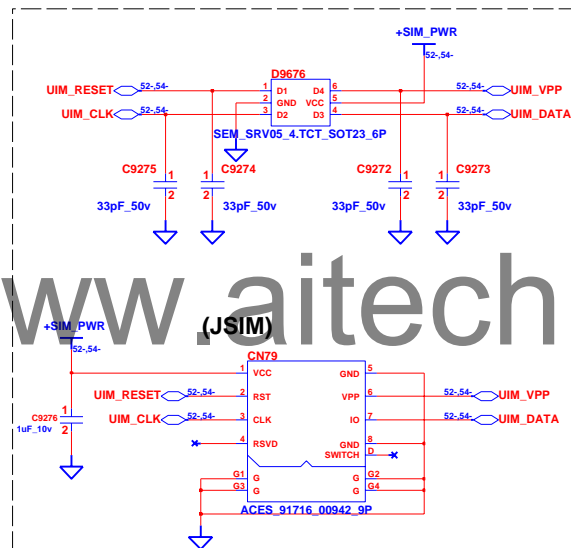 +SIM_PWR
52-,54-
D9676
UIM_RESET 52-,54- 1 D1 D4 6 52-,54- UIM_VPP
2 GND VCC 5
UIM_CLK 52-,54- 3 D2 D3 4 52-,54- UIM_DATA
SEM_SRV05_4.TCT_SOT23_6P
C9275 C9274 C9272 C9273
1 1 1 1
2 2 2 2
33pF_50v 33pF_50v 33pF_50v 33pF_50v
ww.aitech
+SIM_PWR (JSIM)
52-,54-
CN79
1 VCC GND 5
UIM_RESET 52-,54- 2 RST VPP 6 52-,54- UIM_VPP
C9276 1
1uF_10v 2
UIM_CLK 52-,54- 3 CLK IO 7 52-,54- UIM_DATA
4 RSVD GND 8
SWITCH D
G1 G G G2
G3 G G G4
ACES_91716_00942_9P